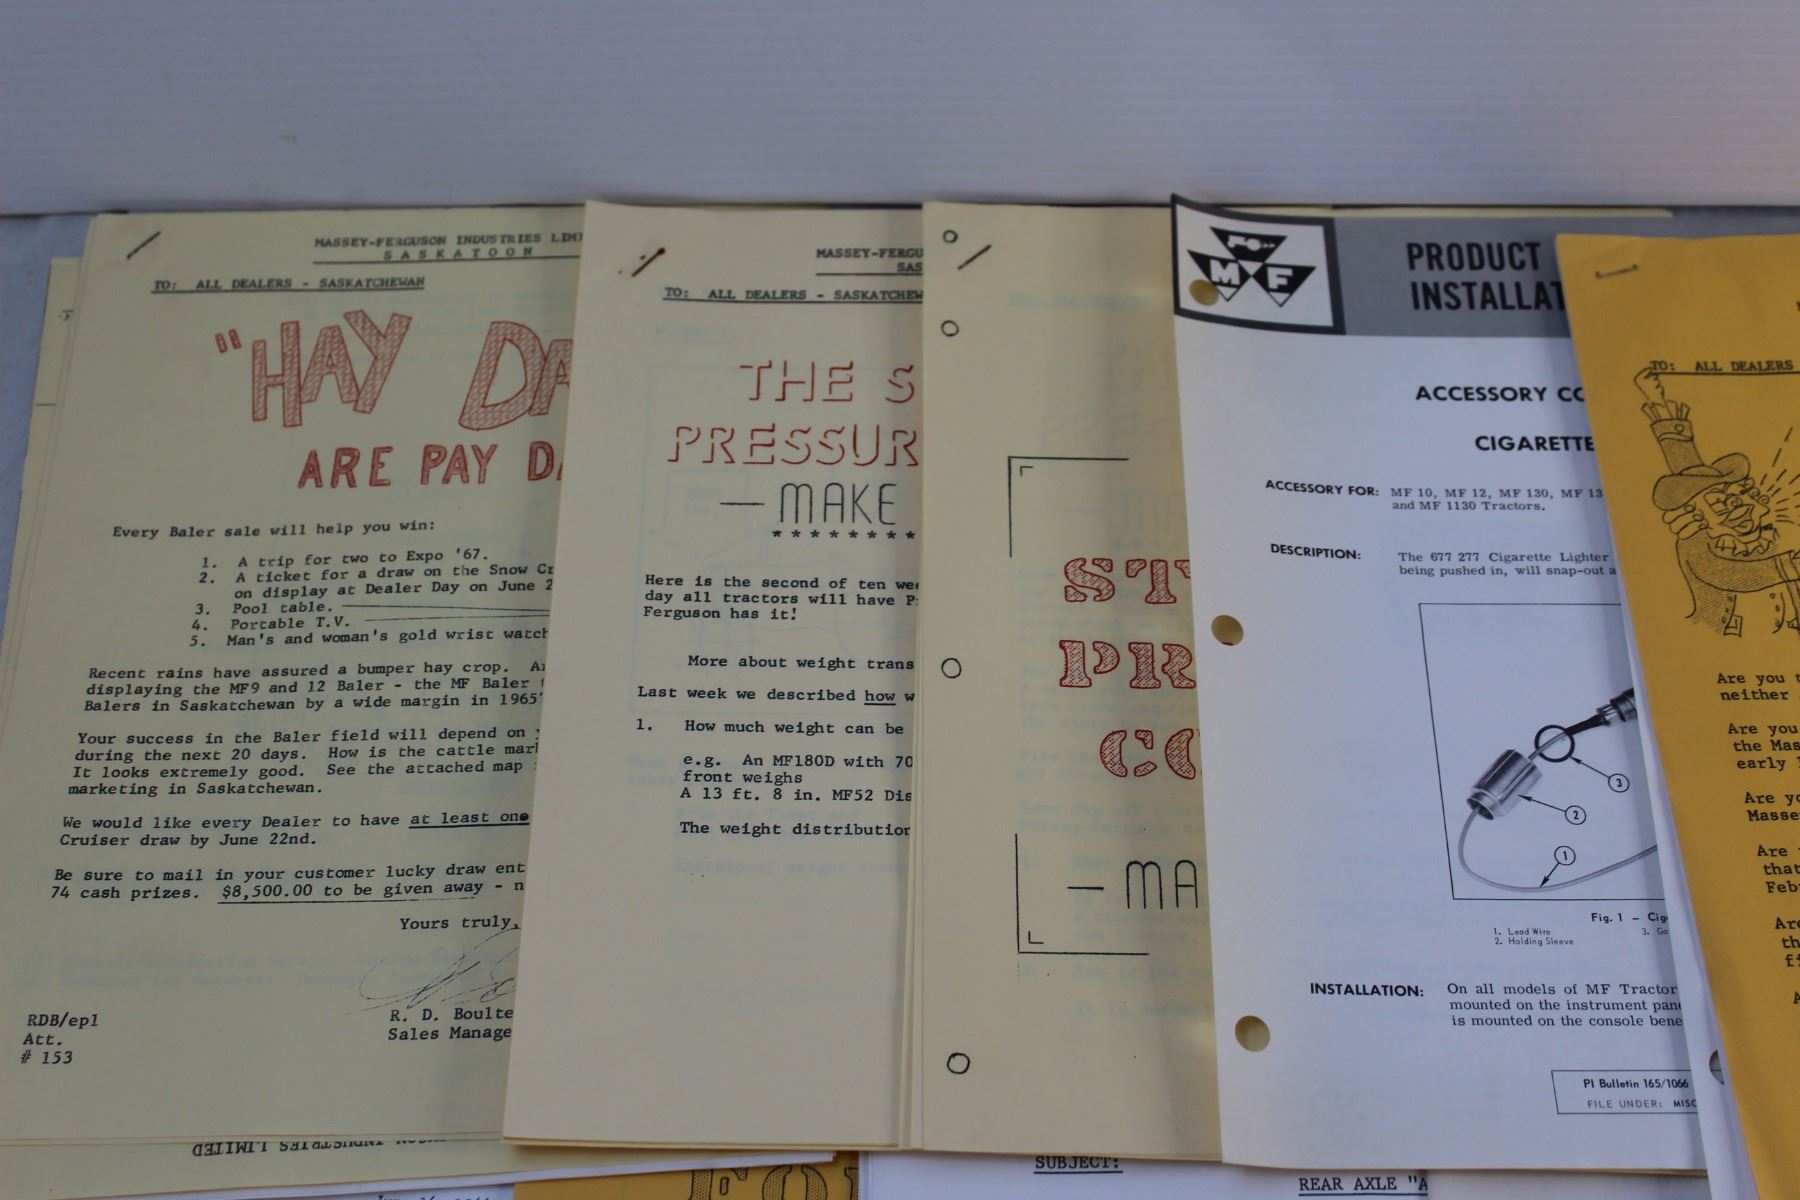 MASSEY-FERGUSON INDUSTRIES LIMI
SASKATOON
TO: ALL DEALERS - SASKATCHEWAN
"HAY DA
ARE PAY DA
Every Baler sale will help you win:
1. A trip for two to Expo '67.
2. A ticket for a draw on the Snow Cr
on display at Dealer Day on June 2
3. Pool table.
4. Portable T.V.
5. Man's and woman's gold wrist watch
Recent rains have assured a bumper hay crop. Ar
displaying the MF9 and 12 Baler - the MF Baler
Balers in Saskatchewan by a wide margin in 1965
Your success in the Baler field will depend on
during the next 20 days. How is the cattle mark
It looks extremely good. See the attached map
marketing in Saskatchewan.
We would like every Dealer to have at least one
Cruiser draw by June 22nd.
Be sure to mail in your customer lucky draw ent
74 cash prizes. $8,500.00 to be given away - n
Yours truly,
R. D. Boulte
Sales Manage
RDB/epl
Att.
# 153
INDUSTRIES LIMITED
MASSEY-FERGU
SAS
TO: ALL DEALERS - SASKATCHEW
THE S
PRESSUR
- MAKE
* * * * * * * *
Here is the second of ten wee
day all tractors will have P
Ferguson has it!
More about weight trans
Last week we described how w
1. How much weight can be
e.g. An MF180D with 70
front weighs
A 13 ft. 8 in. MF52 Dis
The weight distribution
ST
PR
CO
- MA
MF
PRODUCT
INSTALLAT
ACCESSORY CO
CIGARETTE
ACCESSORY FOR: MF 10, MF 12, MF 130, MF 13
and MF 1130 Tractors.
DESCRIPTION: The 677 277 Cigarette Lighter
being pushed in, will snap-out a
3
2
1
Fig. 1 - Cig
1. Lead Wire
2. Holding Sleeve
3. Ga
INSTALLATION: On all models of MF Tractor
mounted on the instrument pan
is mounted on the console bene
PI Bulletin 165/1066
FILE UNDER: MISC
TO: ALL DEALERS
Are you
neither
Are you
the Mas
early 1
Are yo
Masse
Are
that
Feb
Are
th
fi
FO
SUBJECT:
REAR AXLE "A